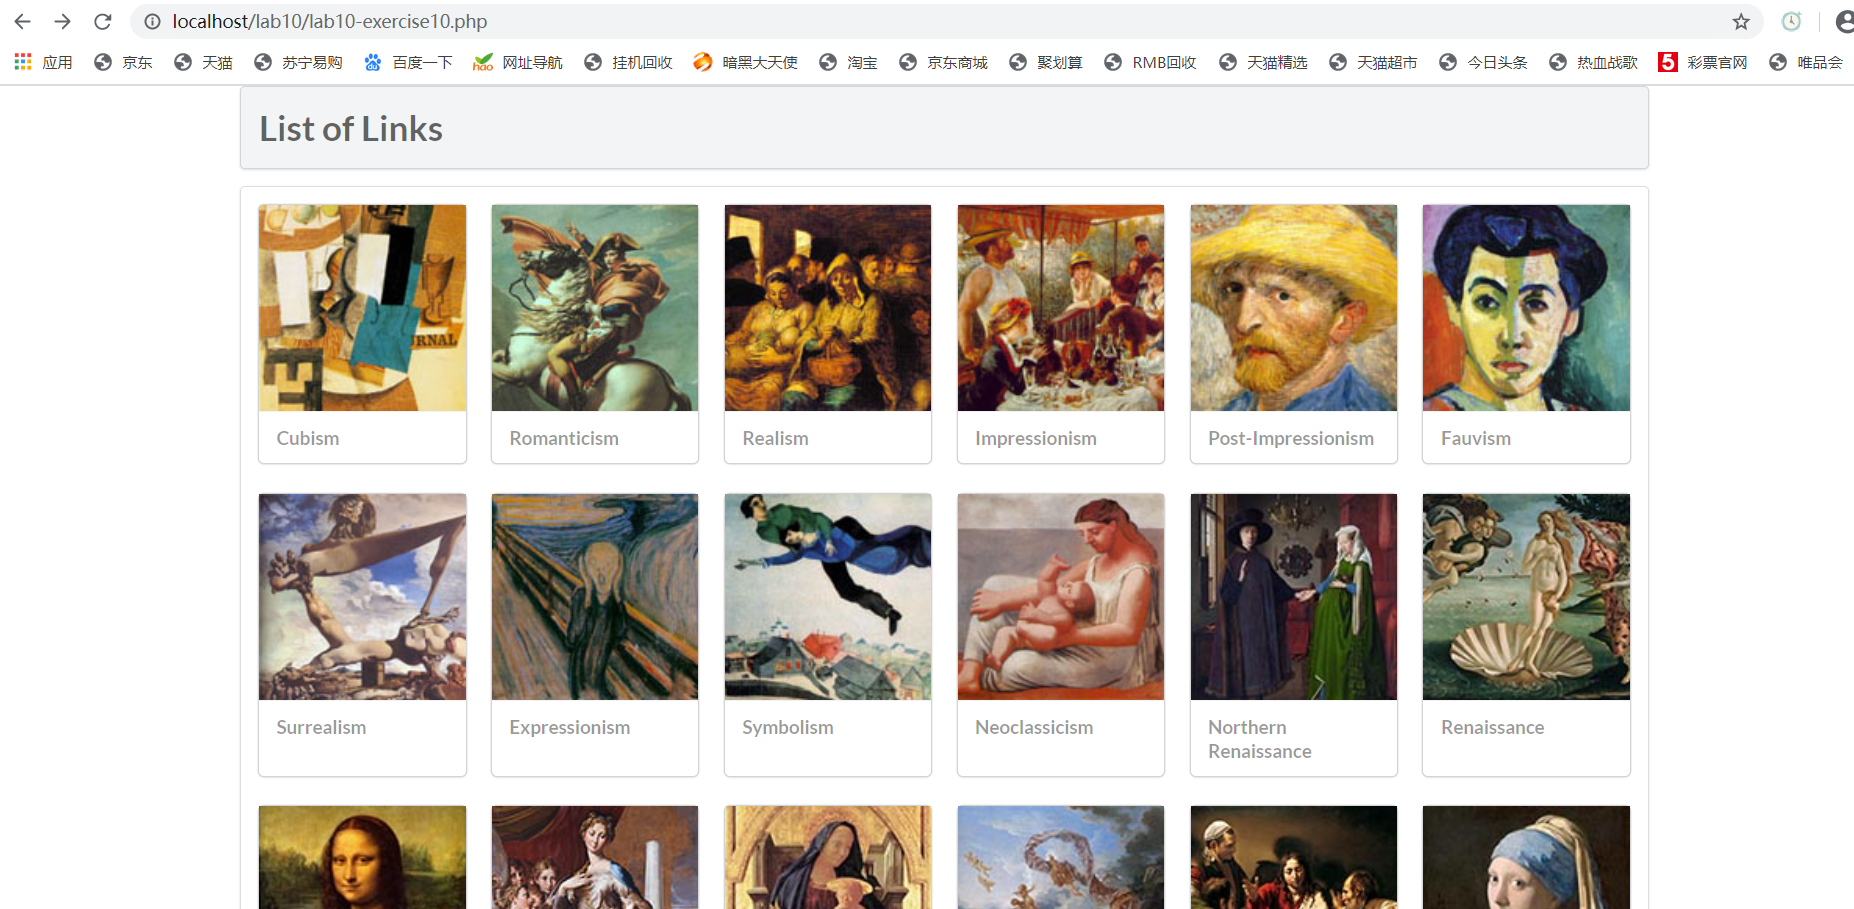 localhost/lab10/lab10-exercise10.php
应用 京东 天猫 苏宁易购 百度一下 hao 网址导航 挂机回收 暗黑大天使 淘宝 京东商城 聚划算 RMB回收 天猫精选 天猫超市 今日头条 热血战歌 5 彩票官网 唯品会
List of Links
URNAL
ET
Cubism Romanticism Realism Impressionism Post-Impressionism Fauvism
Surrealism Expressionism Symbolism Neoclassicism Northern Renaissance
Renaissance